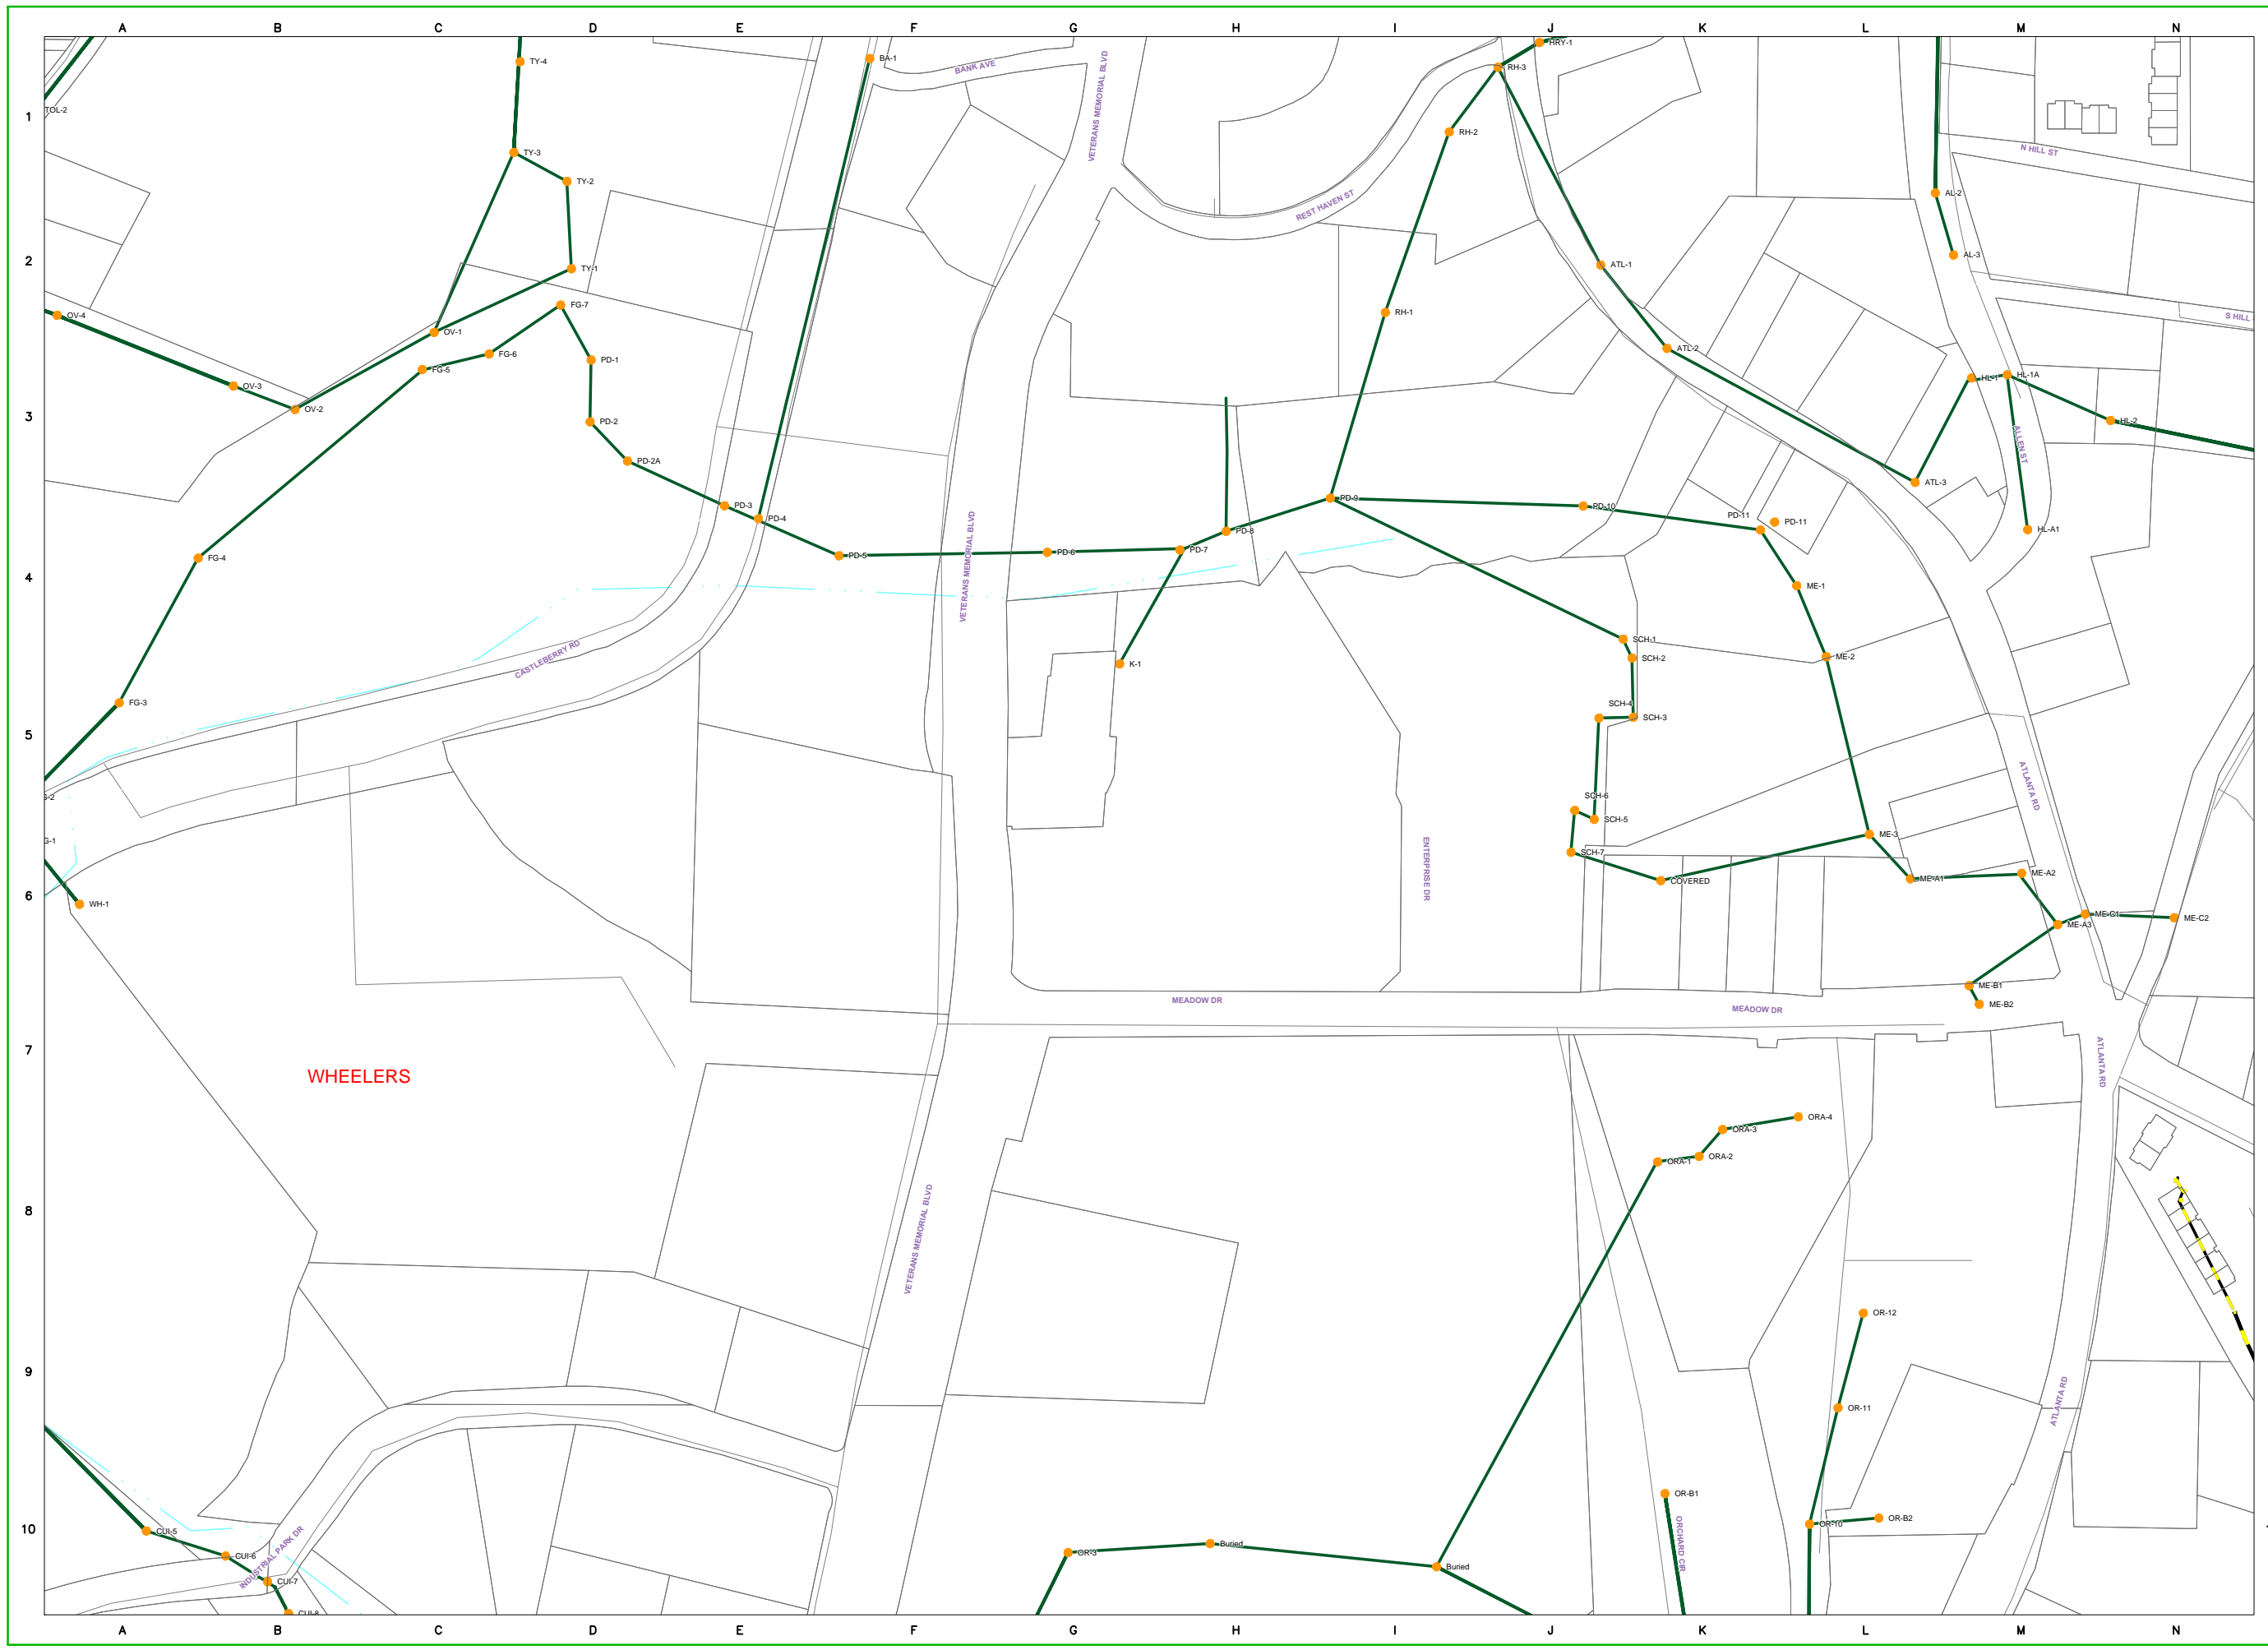 A B C D E F G H I J K L M N
HRY-1
TY-4
BA-1
BANK AVE
RH-3
VETERANS MEMORIAL BLVD
TOL-2
1
RH-2
N HILL ST
TY-3
TY-2
AL-2
REST HAVEN ST
AL-3
2
ATL-1
TY-1
FG-7
OV-4
RH-1
S HILL
OV-1
ATL-2
FG-6
PD-1
FG-5
HL-1
HL-1A
OV-3
OV-2
3
PD-2
HL-2
ALLEN ST
PD-2A
ATL-3
PD-3
PD-9
PD-10
PD-11
PD-11
PD-4
PD-8
HL-A1
VETERANS MEMORIAL BLVD
FG-4
PD-5
PD-6
PD-7
4
ME-1
CASTLEBERRY RD
SCH-1
SCH-2
ME-2
K-1
FG-3
SCH-4
SCH-3
5
ATLANTA RD
S-2
SCH-6
SCH-5
G-1
ME-3
SCH-7
ENTERPRISE DR
COVERED
ME-A1
ME-A2
6
WH-1
ME-C1
ME-C2
ME-A3
ME-B1
MEADOW DR
MEADOW DR
ME-B2
7
ATLANTA RD
WHEELERS
ORA-4
ORA-3
ORA-1
ORA-2
8
VETERANS MEMORIAL BLVD
OR-12
9
ATLANTA RD
OR-11
OR-B1
10
CUI-5
OR-10
OR-B2
ORCHARD CIR
Buried
OR-3
CUI-6
INDUSTRIAL PARK DR
Buried
CUI-7
CUI-8
A B C D E F G H I J K L M N